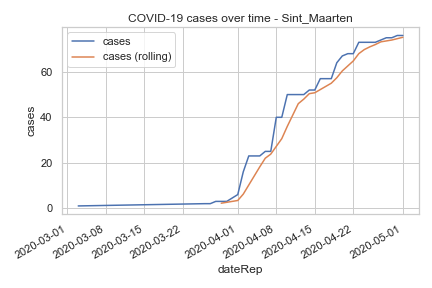 COVID-19 cases over time - Sint_Maarten
cases
cases (rolling)
cases
60
40
20
0
2020-03-01
2020-03-08
2020-03-15
2020-03-22
2020-04-01
2020-04-08
2020-04-15
2020-04-22
2020-05-01
dateRep